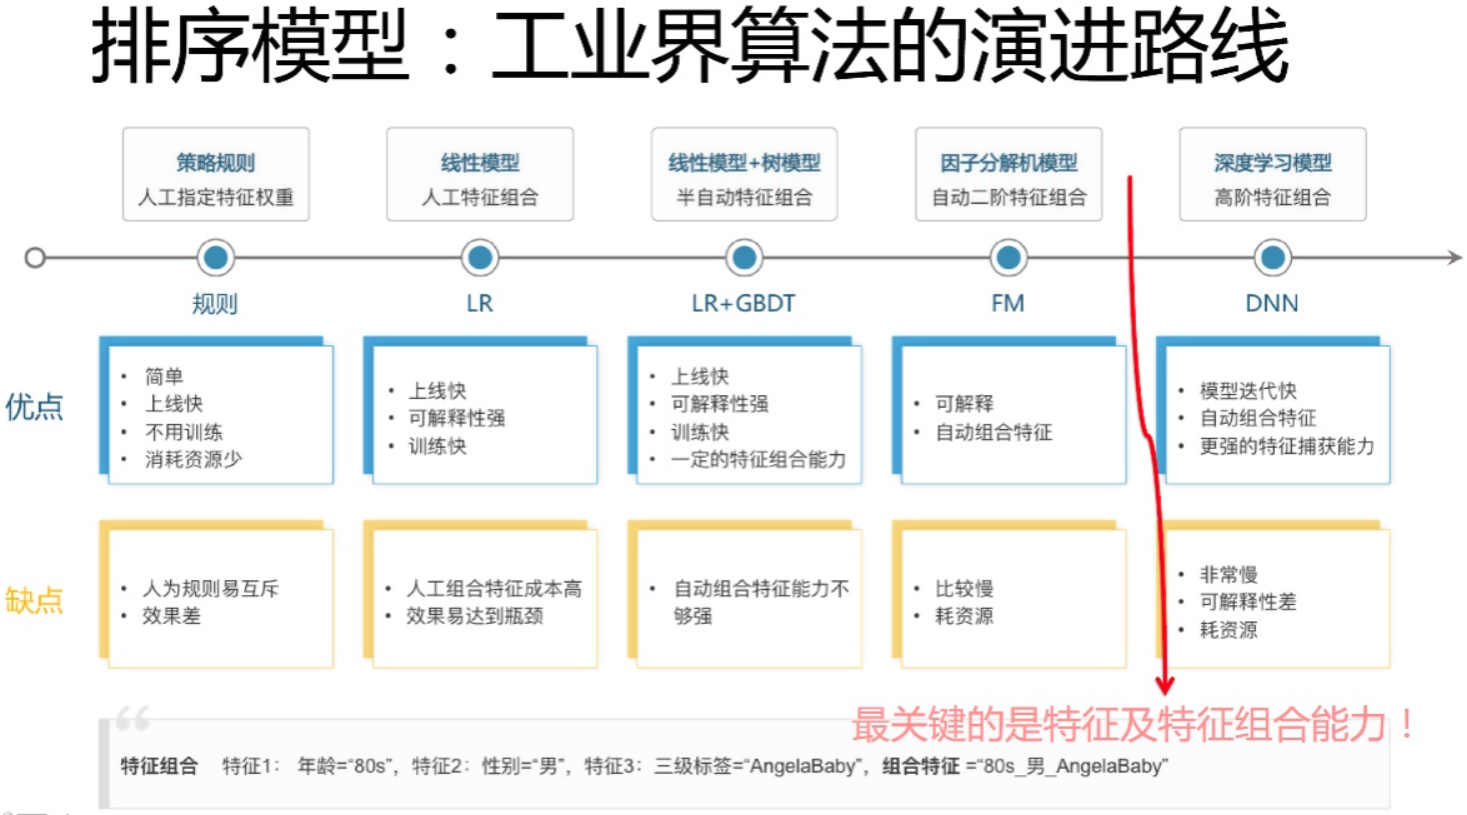 排序模型：工业界算法的演进路线
策略规则
人工指定特征权重
线性模型
人工特征组合
线性模型+树模型
半自动特征组合
因子分解机模型
自动二阶特征组合
深度学习模型
高阶特征组合
规则
LR
LR+GBDT
FM
DNN
优点
• 简单
• 上线快
• 不用训练
• 消耗资源少
• 上线快
• 可解释性强
• 训练快
• 上线快
• 可解释性强
• 训练快
• 一定的特征组合能力
• 可解释
• 自动组合特征
• 模型迭代快
• 自动组合特征
• 更强的特征捕获能力
缺点
• 人为规则易互斥
• 效果差
• 人工组合特征成本高
• 效果易达到瓶颈
• 自动组合特征能力不
够强
• 比较慢
• 耗资源
• 非常慢
• 可解释性差
• 耗资源
最关键的是特征及特征组合能力！
特征组合 特征1： 年龄=“80s”，特征2：性别=“男”，特征3：三级标签=“AngelaBaby”，组合特征 =“80s_男_AngelaBaby”